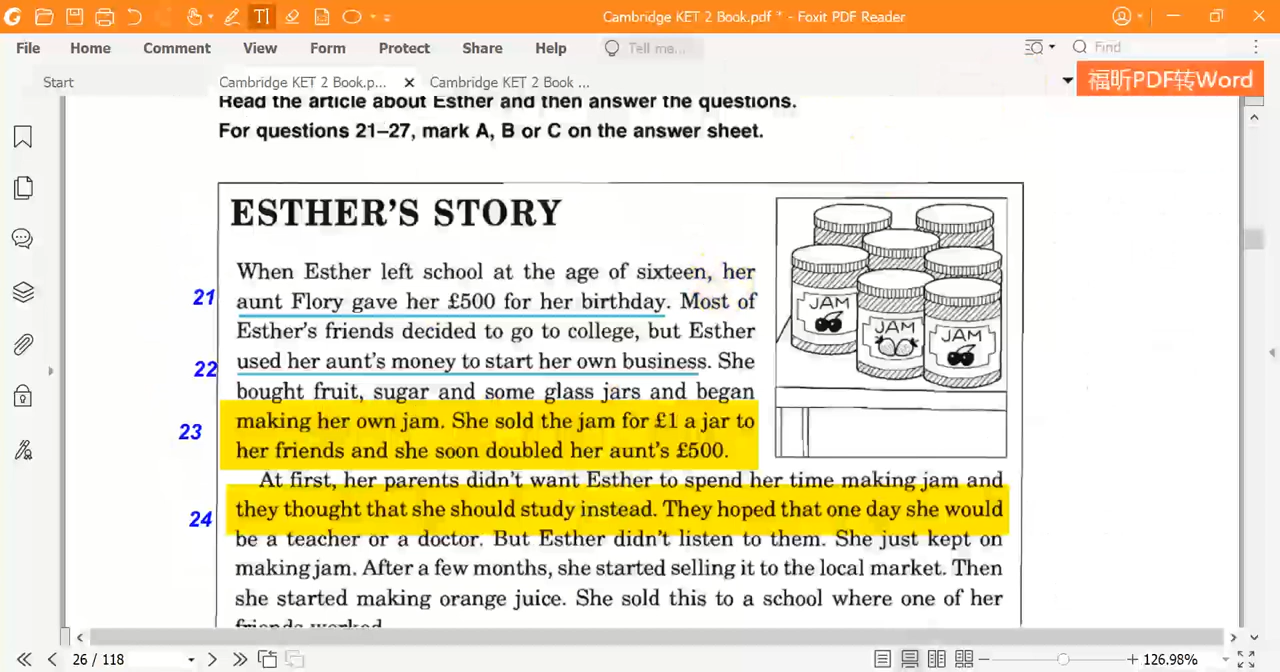 Cambridge KET 2 Book.pdf * - Foxit PDF Reader
File Home Comment View Form Protect Share Help Tell me... Find
Start Cambridge KET 2 Book.p... Cambridge KET 2 Book ... 福昕PDF转Word
Read the article about Esther and then answer the questions.
For questions 21–27, mark A, B or C on the answer sheet.
ESTHER'S STORY
When Esther left school at the age of sixteen, her
21 aunt Flory gave her £500 for her birthday. Most of
Esther's friends decided to go to college, but Esther
22 used her aunt's money to start her own business. She
bought fruit, sugar and some glass jars and began
23 making her own jam. She sold the jam for £1 a jar to
her friends and she soon doubled her aunt's £500.
JAM
JAM
JAM
At first, her parents didn't want Esther to spend her time making jam and
24 they thought that she should study instead. They hoped that one day she would
be a teacher or a doctor. But Esther didn't listen to them. She just kept on
making jam. After a few months, she started selling it to the local market. Then
she started making orange juice. She sold this to a school where one of her
friends worked.
26 / 118 126.98%